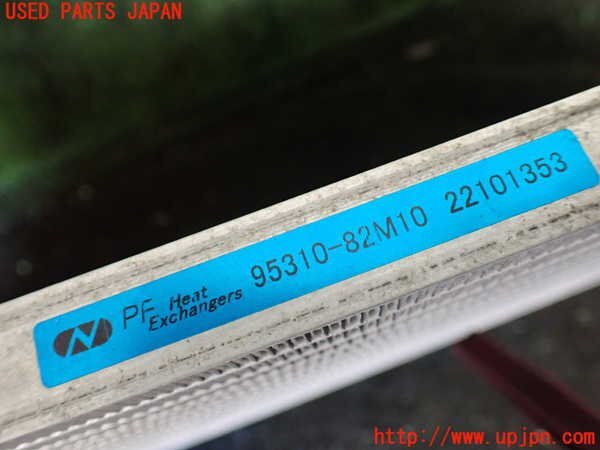 USED PARTS JAPAN
PF Heat Exchangers 95310-82M10 22101353
http://www.upjpn.com/